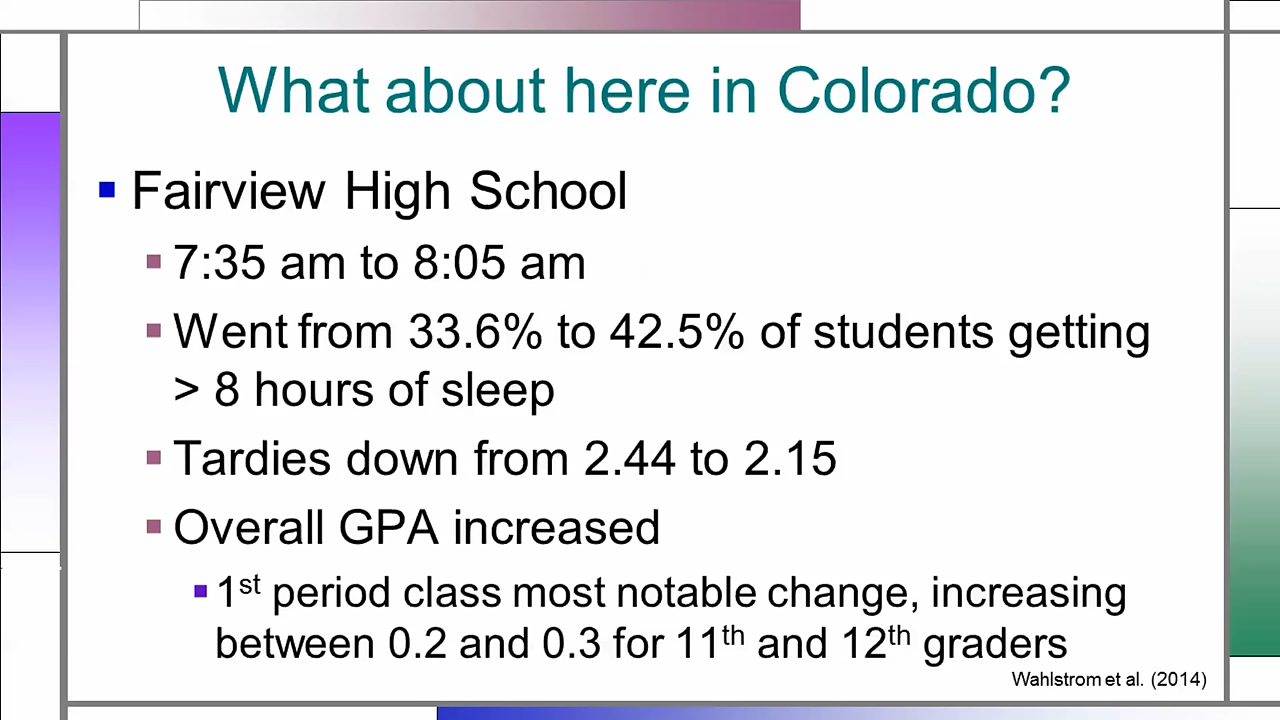 What about here in Colorado?
Fairview High School
7:35 am to 8:05 am
Went from 33.6% to 42.5% of students getting
> 8 hours of sleep
Tardies down from 2.44 to 2.15
Overall GPA increased
1st period class most notable change, increasing
between 0.2 and 0.3 for 11th and 12th graders
Wahlstrom et al. (2014)